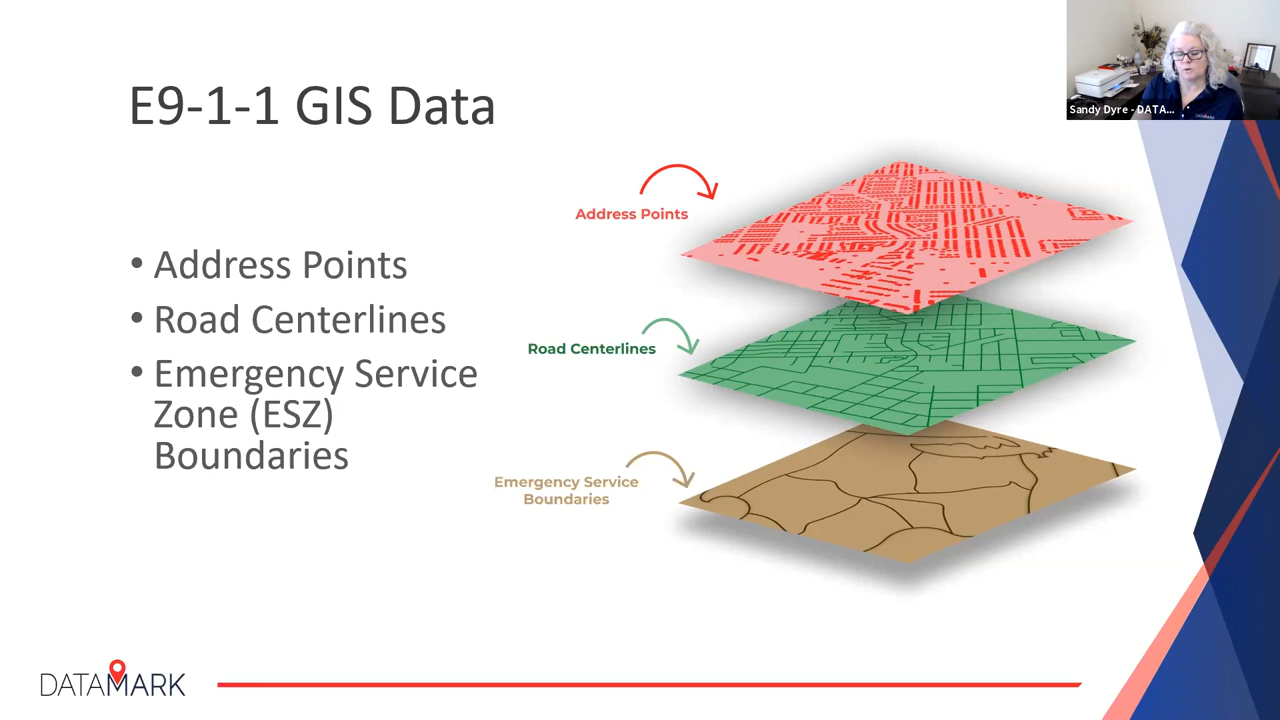 E9-1-1 GIS Data
Sandy Dyre - DATA...
• Address Points
• Road Centerlines
• Emergency Service
Zone (ESZ)
Boundaries
Address Points
Road Centerlines
Emergency Service
Boundaries
DATAMARK